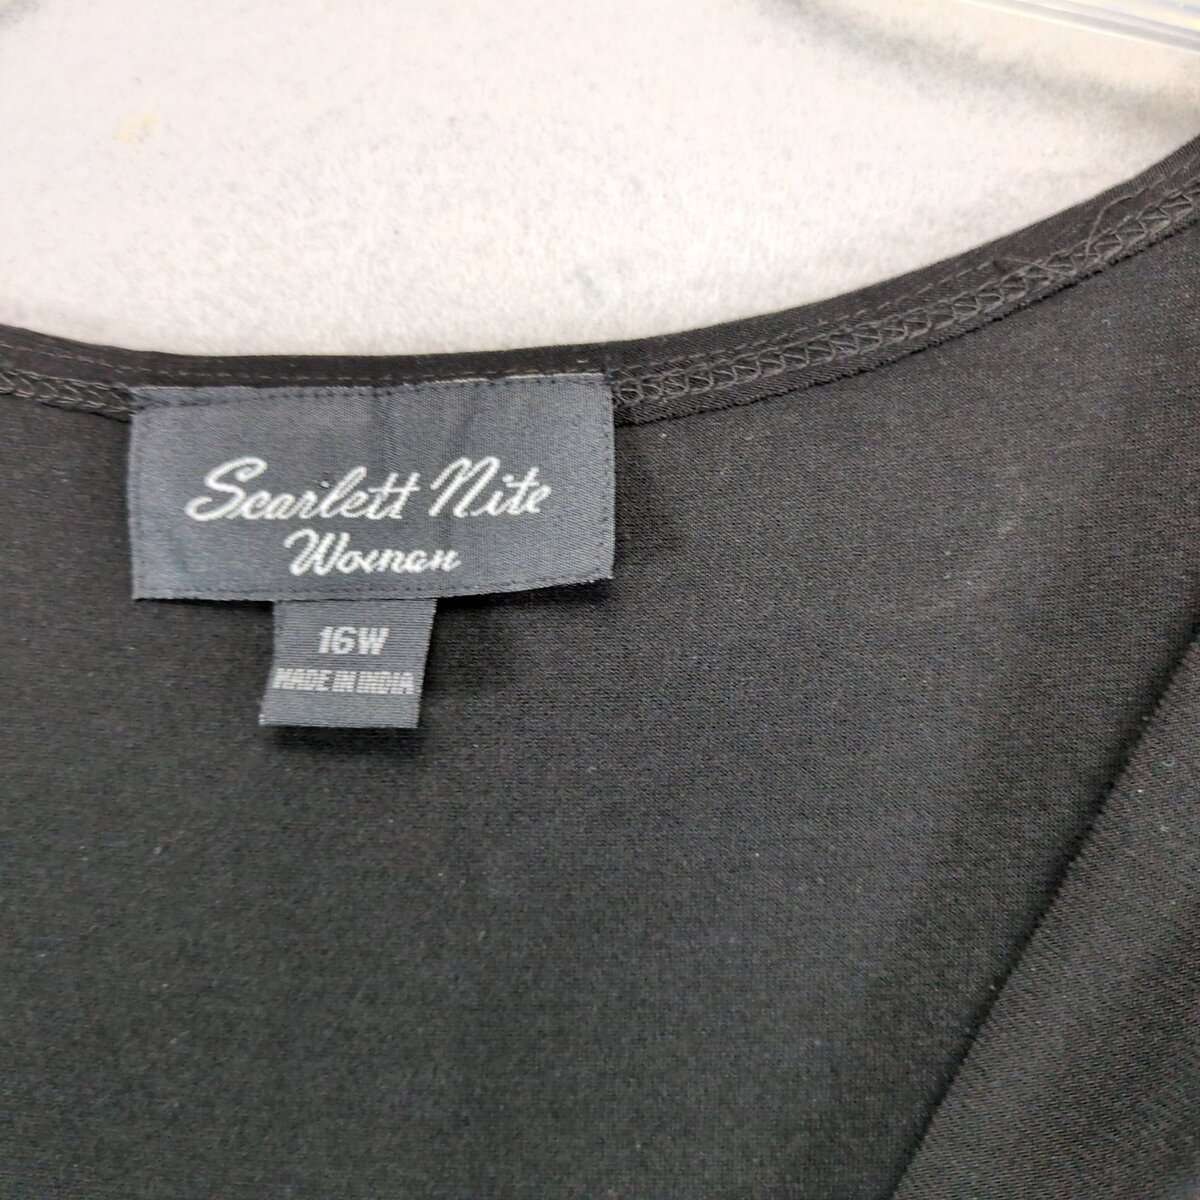 Scarlett Nite
Woman
16W
MADE IN INDIA